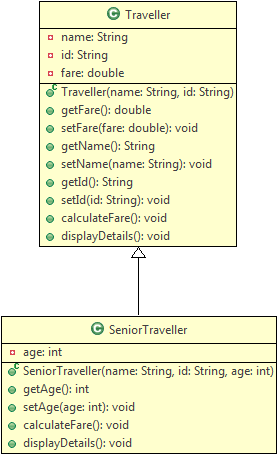 Traveller
name: String
id: String
fare: double
Traveller(name: String, id: String)
getFare(): double
setFare(fare: double): void
getName(): String
setName(name: String): void
getId(): String
setId(id: String): void
calculateFare(): void
displayDetails(): void
SeniorTraveller
age: int
SeniorTraveller(name: String, id: String, age: int)
getAge(): int
setAge(age: int): void
calculateFare(): void
displayDetails(): void